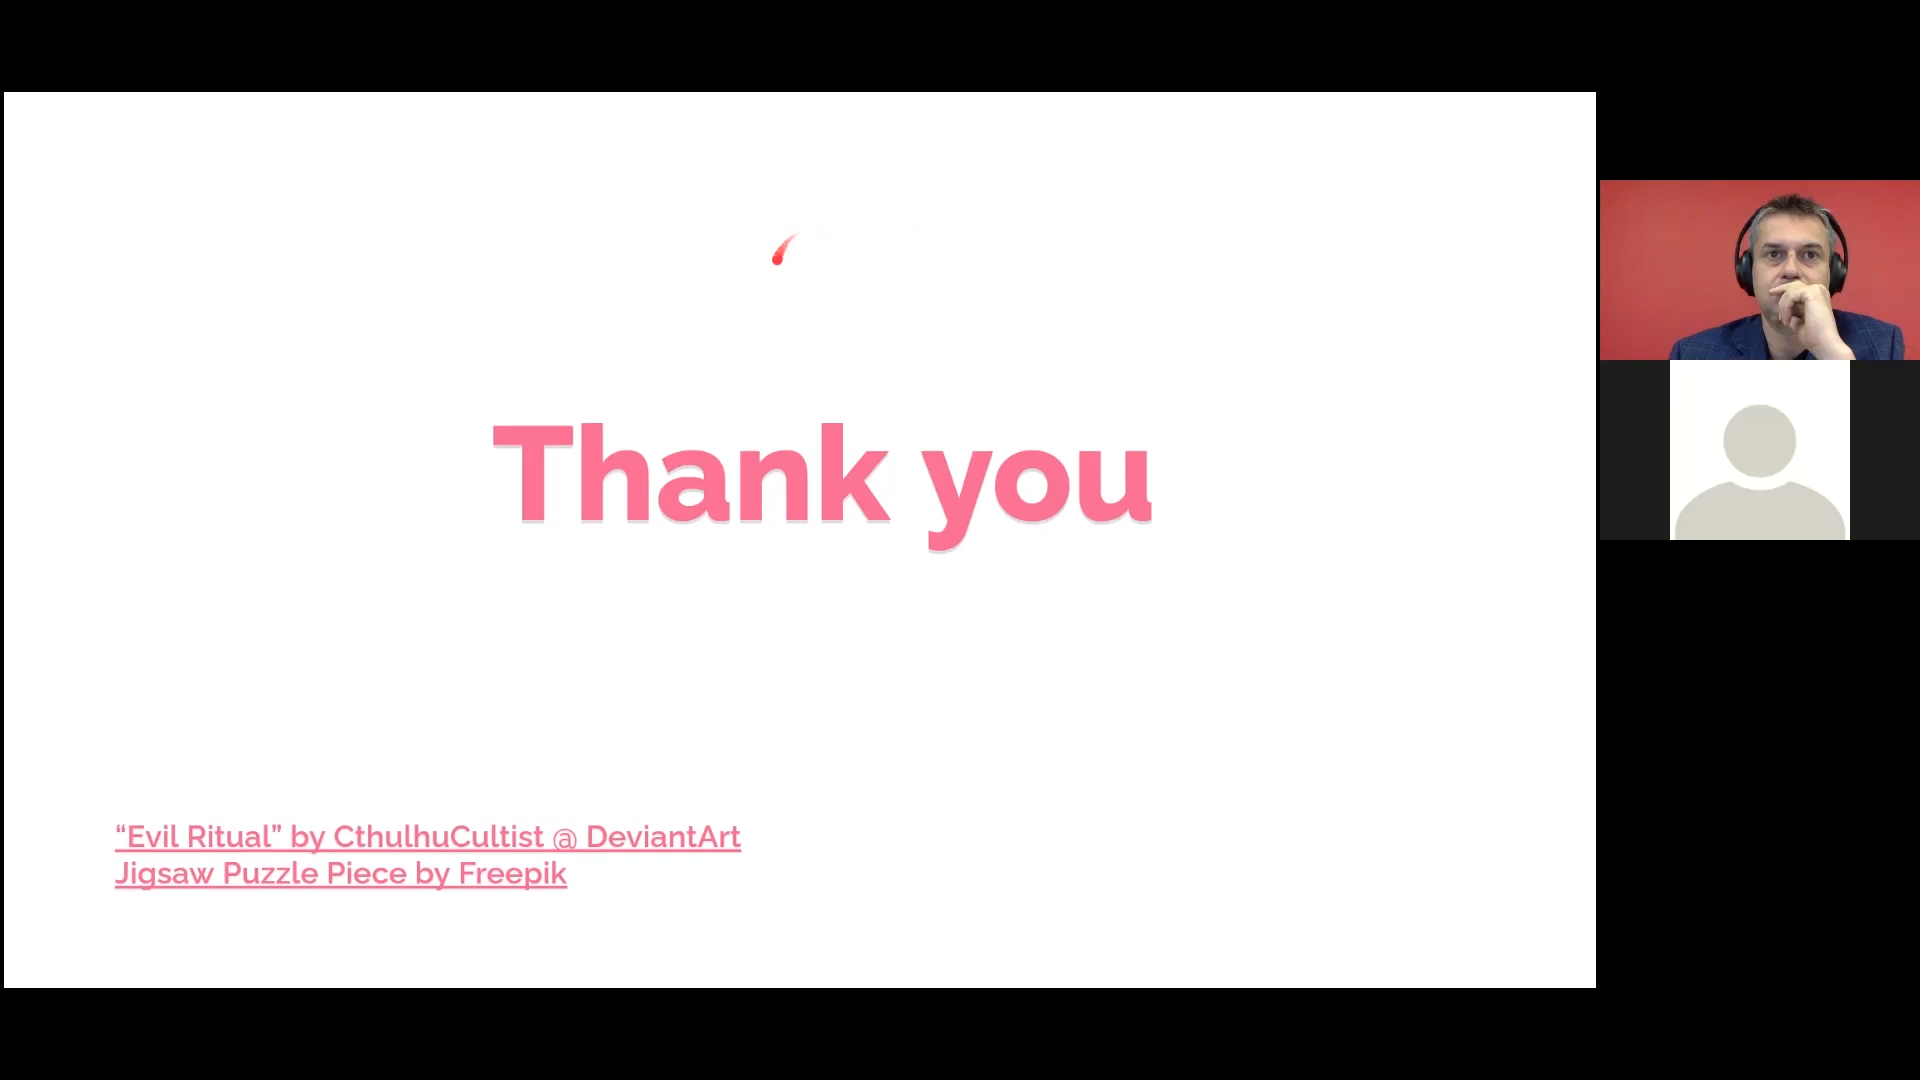 Thank you
“Evil Ritual” by CthulhuCultist @ DeviantArt
Jigsaw Puzzle Piece by Freepik